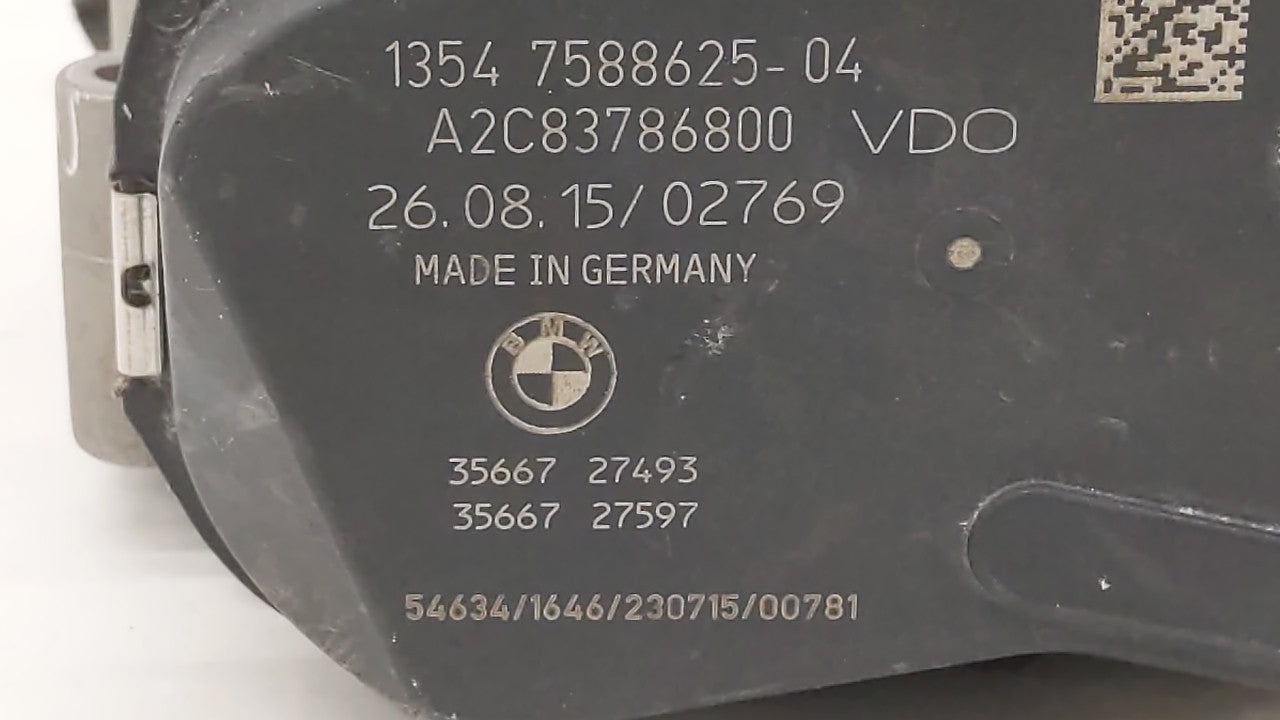 1354 7588625-04
A2C83786800 VDO
26.08.15/02769
MADE IN GERMANY
BMW
35667 27493
35667 27597
54634/1646/230715/00781